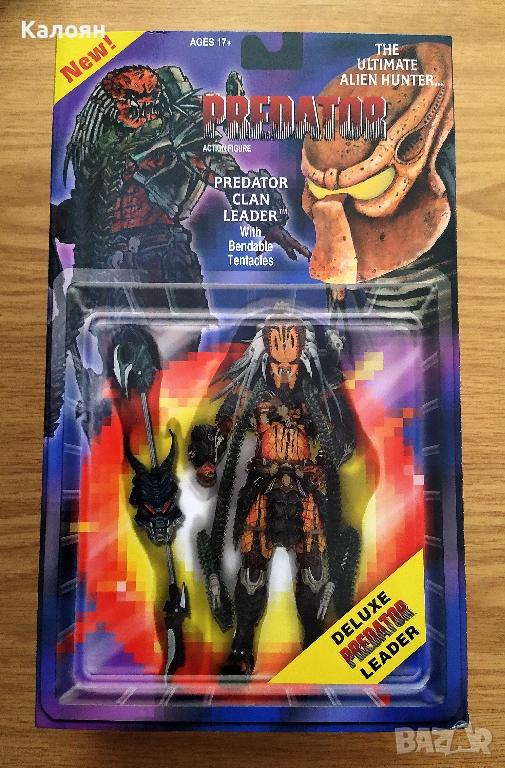 Калоян
New!
AGES 17+
THE
ULTIMATE
ALIEN HUNTER...
PREDATOR
ACTION FIGURE
PREDATOR
CLAN
LEADER™
With
Bendable
Tentacles
DELUXE
PREDATOR
LEADER
BAZAR